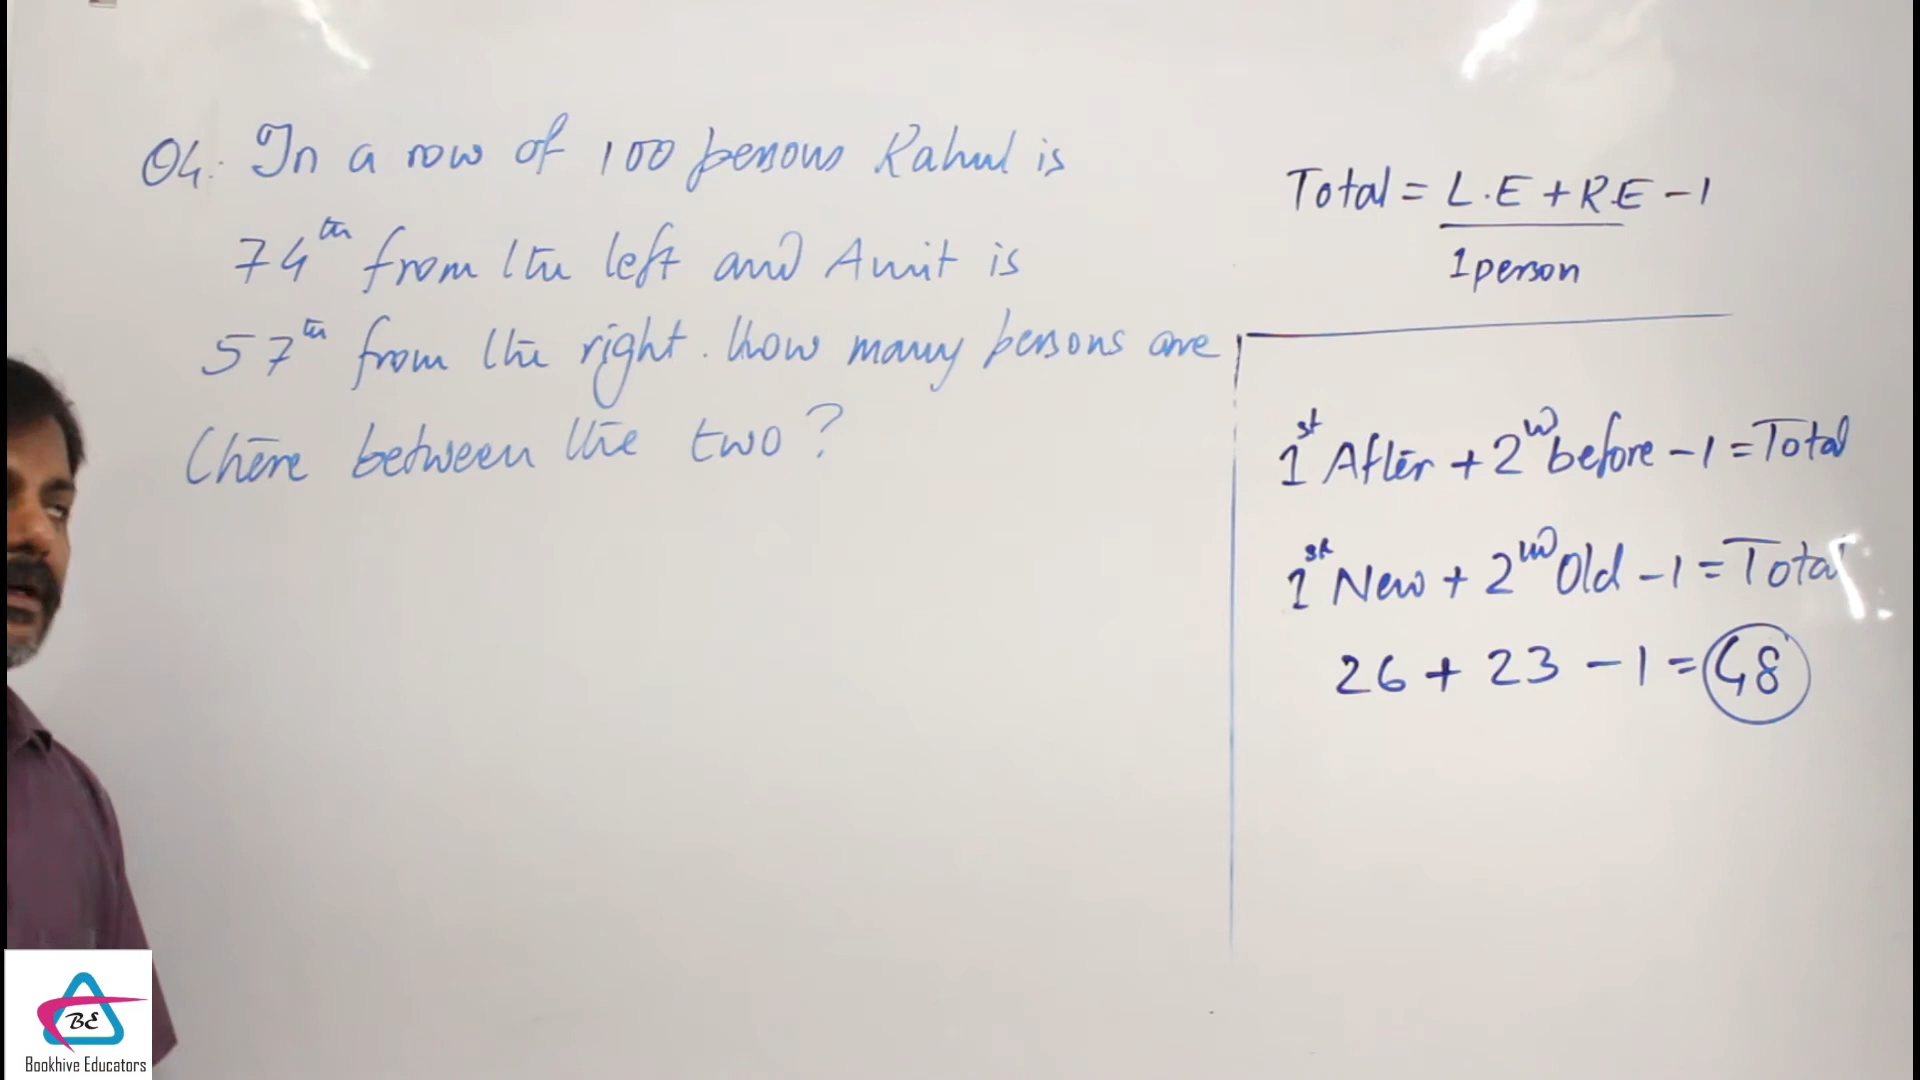 Q4. In a row of 100 persons Rahul is
74th from the left and Amit is
57th from the right. How many persons are
there between the two?
Total = L.E + R.E - 1
1 person
1st After + 2nd before - 1 = Total
1st New + 2nd Old - 1 = Total
26 + 23 - 1 = 48
BE
Bookhive Educators